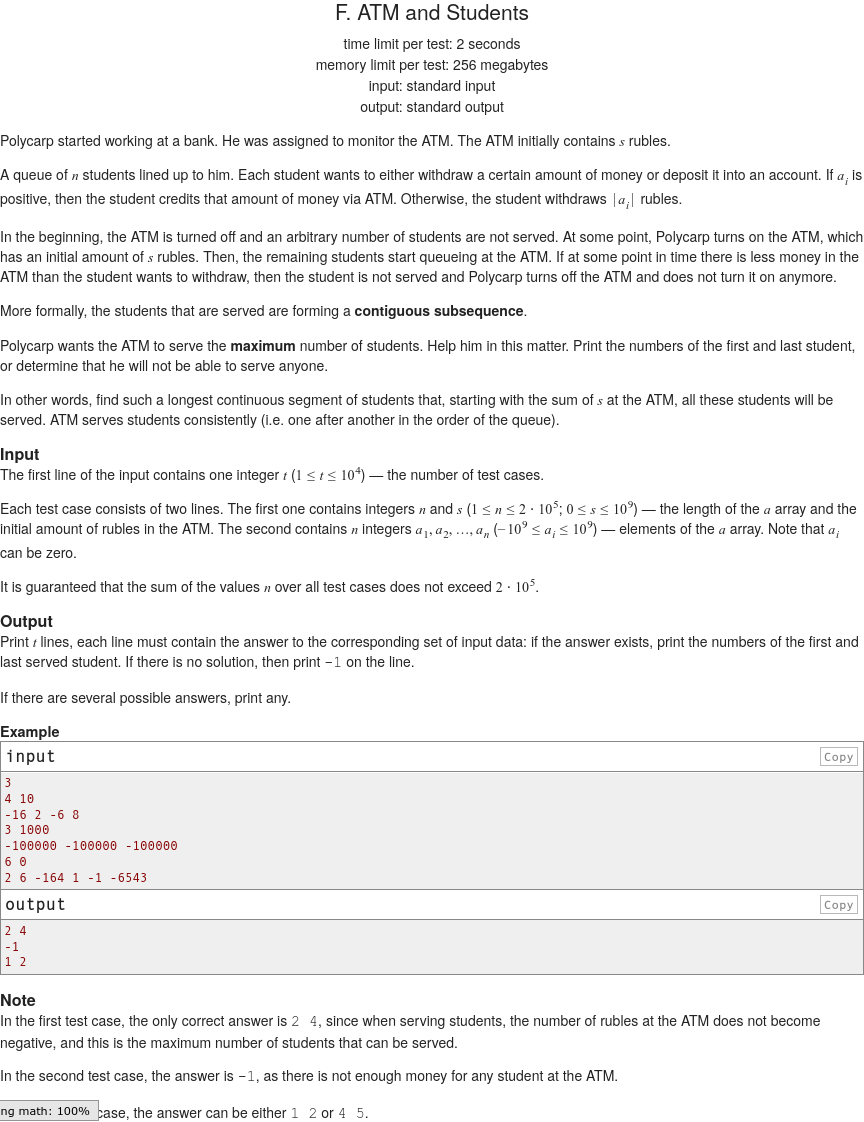 F. ATM and Students
time limit per test: 2 seconds
memory limit per test: 256 megabytes
input: standard input
output: standard output
Polycarp started working at a bank. He was assigned to monitor the ATM. The ATM initially contains s rubles.
A queue of n students lined up to him. Each student wants to either withdraw a certain amount of money or deposit it into an account. If a_i is
positive, then the student credits that amount of money via ATM. Otherwise, the student withdraws |a_i| rubles.
In the beginning, the ATM is turned off and an arbitrary number of students are not served. At some point, Polycarp turns on the ATM, which
has an initial amount of s rubles. Then, the remaining students start queueing at the ATM. If at some point in time there is less money in the
ATM than the student wants to withdraw, then the student is not served and Polycarp turns off the ATM and does not turn it on anymore.
More formally, the students that are served are forming a contiguous subsequence.
Polycarp wants the ATM to serve the maximum number of students. Help him in this matter. Print the numbers of the first and last student,
or determine that he will not be able to serve anyone.
In other words, find such a longest continuous segment of students that, starting with the sum of s at the ATM, all these students will be
served. ATM serves students consistently (i.e. one after another in the order of the queue).
Input
The first line of the input contains one integer t (1 ≤ t ≤ 10^4) — the number of test cases.
Each test case consists of two lines. The first one contains integers n and s (1 ≤ n ≤ 2 · 10^5; 0 ≤ s ≤ 10^9) — the length of the a array and the
initial amount of rubles in the ATM. The second contains n integers a_1, a_2, …, a_n (−10^9 ≤ a_i ≤ 10^9) — elements of the a array. Note that a_i
can be zero.
It is guaranteed that the sum of the values n over all test cases does not exceed 2 · 10^5.
Output
Print t lines, each line must contain the answer to the corresponding set of input data: if the answer exists, print the numbers of the first and
last served student. If there is no solution, then print -1 on the line.
If there are several possible answers, print any.
Example
input Copy
3
4 10
-16 2 -6 8
3 1000
-100000 -100000 -100000
6 0
2 6 -164 1 -1 -6543
output Copy
2 4
-1
1 2
Note
In the first test case, the only correct answer is 2 4, since when serving students, the number of rubles at the ATM does not become
negative, and this is the maximum number of students that can be served.
In the second test case, the answer is -1, as there is not enough money for any student at the ATM.
ng math: 100% case, the answer can be either 1 2 or 4 5.